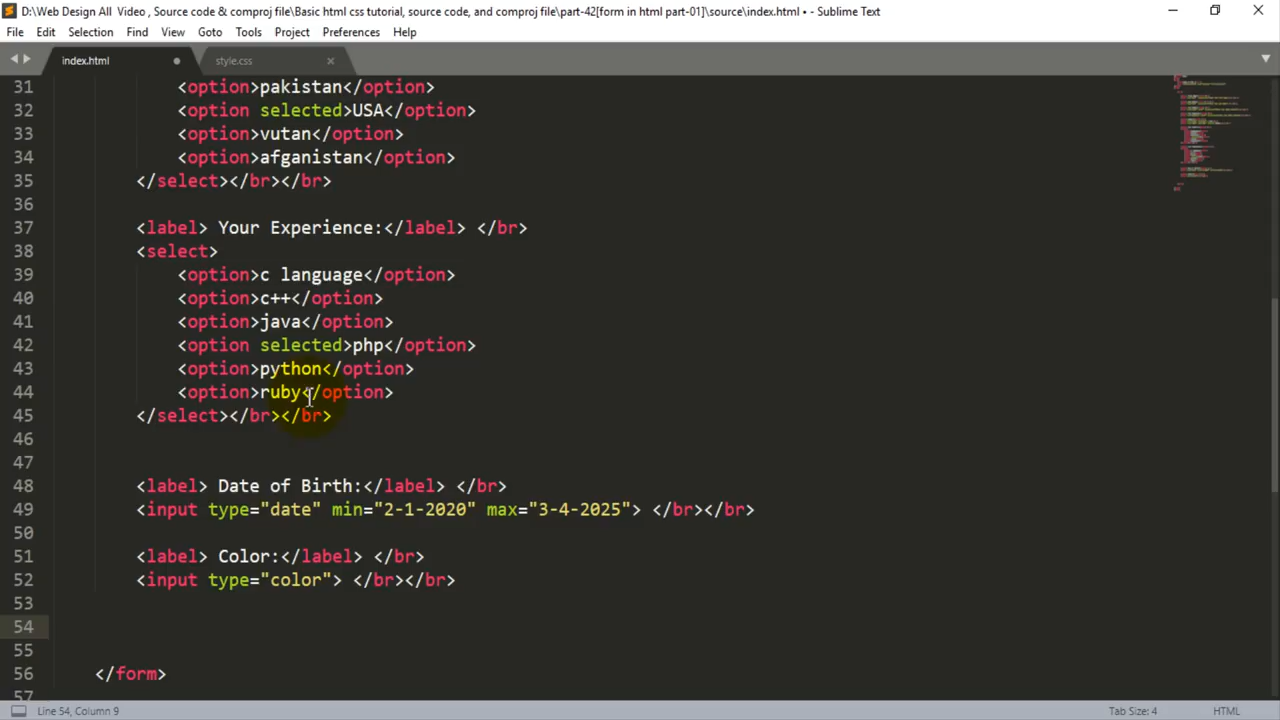 D:\Web Design All  Video , Source code & comproj file\Basic html css tutorial, source code, and comproj file\part-42[form in html part-01]\source\index.html • - Sublime Text
File Edit Selection Find View Goto Tools Project Preferences Help
index.html style.css
31 <option>pakistan</option>
32 <option selected>USA</option>
33 <option>vutan</option>
34 <option>afganistan</option>
35 </select></br></br>
36
37 <label> Your Experience:</label> </br>
38 <select>
39 <option>c language</option>
40 <option>c++</option>
41 <option>java</option>
42 <option selected>php</option>
43 <option>python</option>
44 <option>ruby</option>
45 </select></br></br>
46
47
48 <label> Date of Birth:</label> </br>
49 <input type="date" min="2-1-2020" max="3-4-2025"> </br></br>
50
51 <label> Color:</label> </br>
52 <input type="color"> </br></br>
53
54
55
56 </form>
57
Line 54, Column 9 Tab Size: 4 HTML